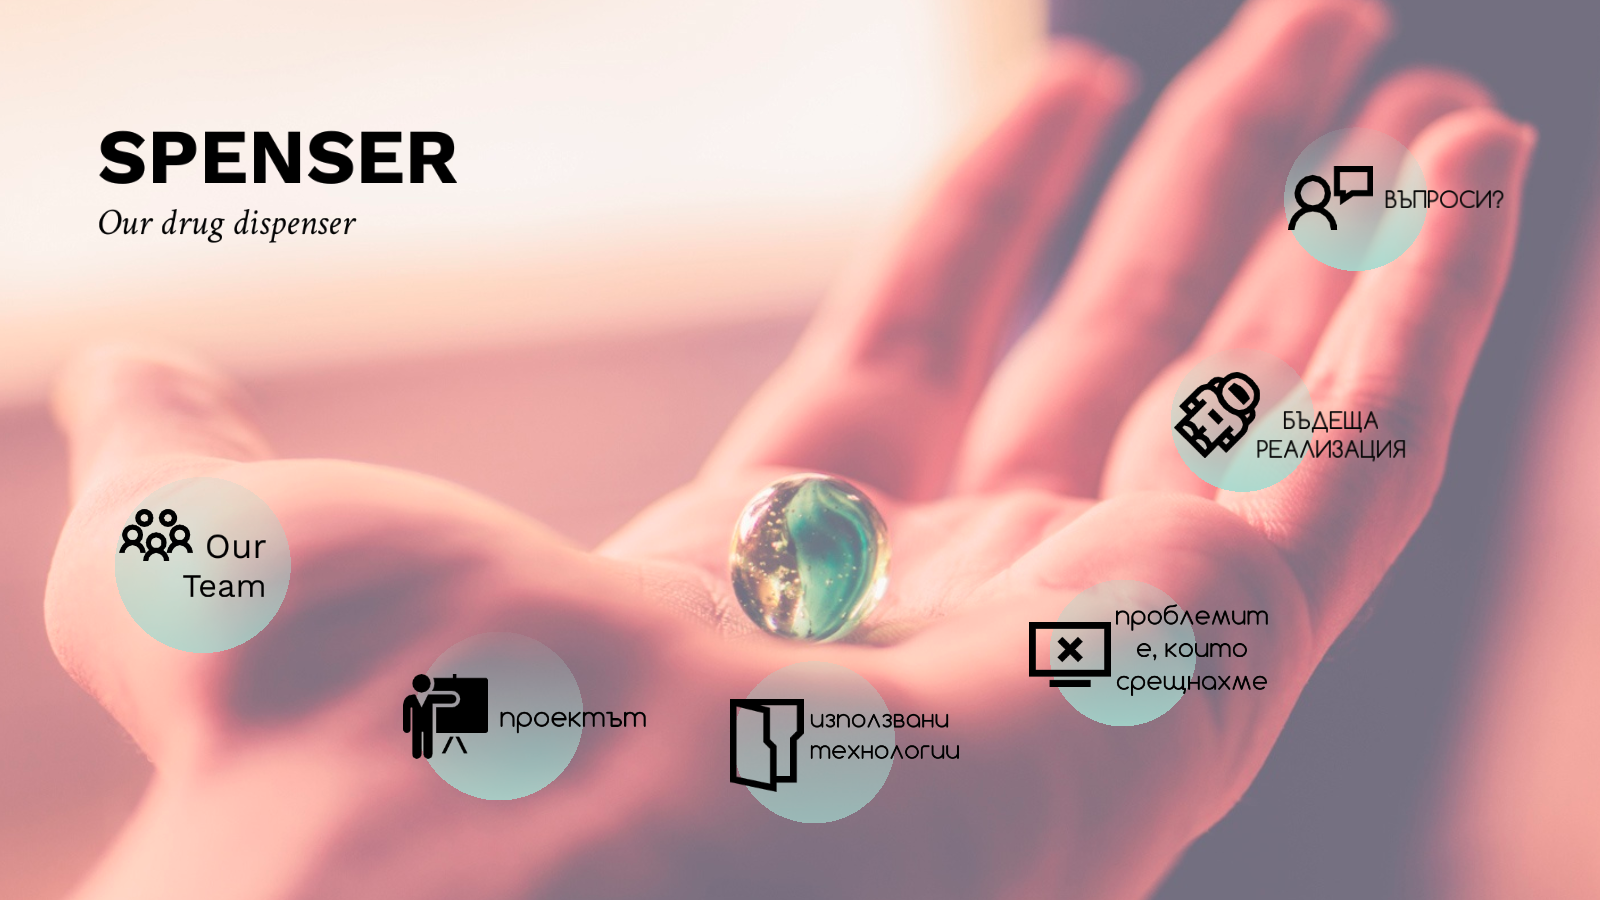 SPENSER
Our drug dispenser
Our
Team
проектът
използвани
технологии
проблемит
е, които
срещнахме
БЪДЕЩА
РЕАЛИЗАЦИЯ
ВЪПРОСИ?